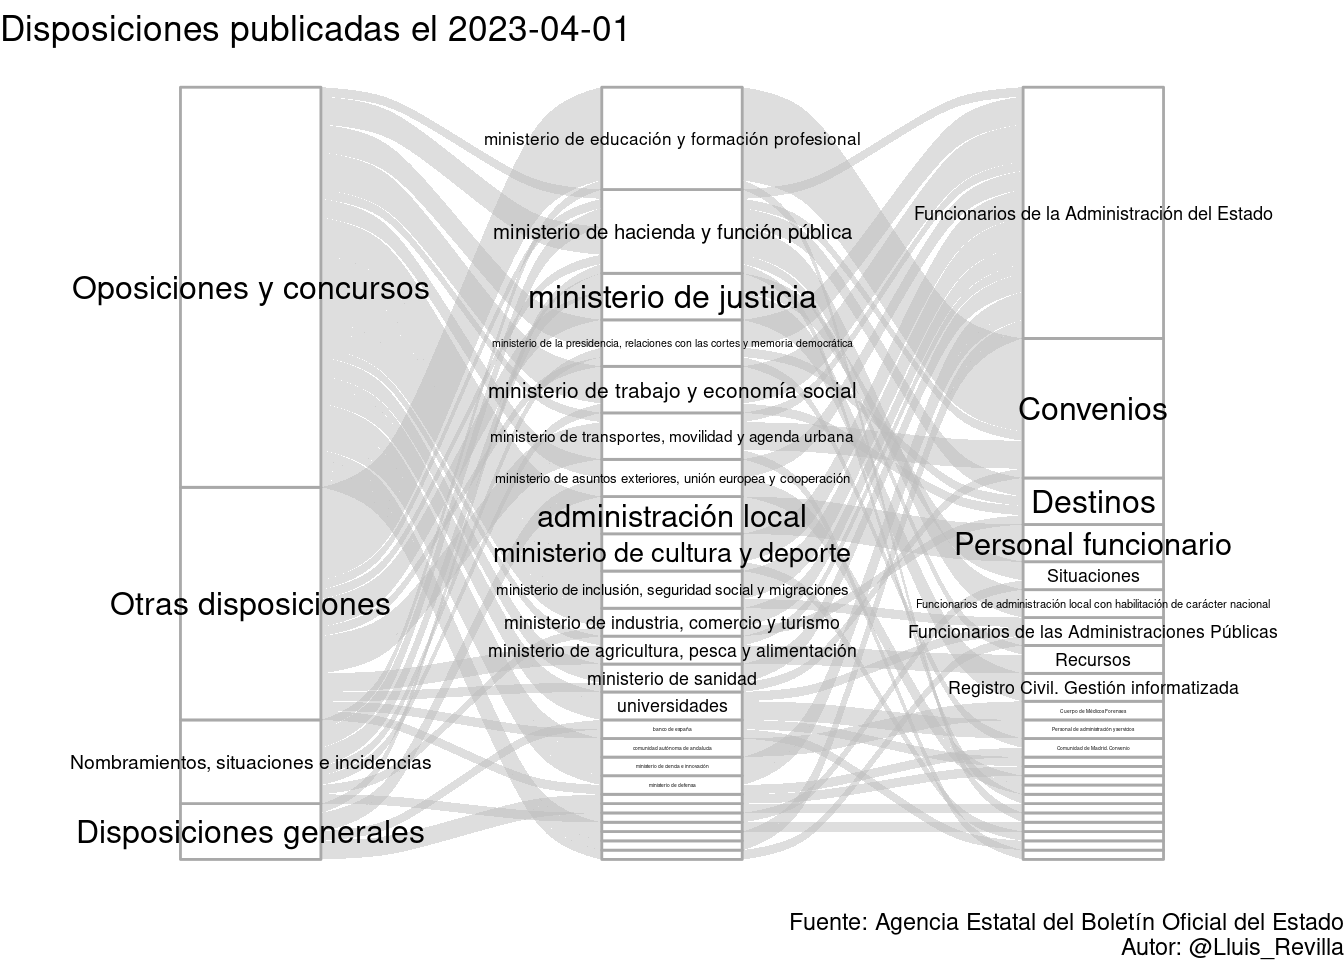 Disposiciones publicadas el 2023-04-01
Oposiciones y concursos
Otras disposiciones
Nombramientos, situaciones e incidencias
Disposiciones generales
ministerio de educación y formación profesional
ministerio de hacienda y función pública
ministerio de justicia
ministerio de la presidencia, relaciones con las cortes y memoria democrática
ministerio de trabajo y economía social
ministerio de transportes, movilidad y agenda urbana
ministerio de asuntos exteriores, unión europea y cooperación
administración local
ministerio de cultura y deporte
ministerio de inclusión, seguridad social y migraciones
ministerio de industria, comercio y turismo
ministerio de agricultura, pesca y alimentación
ministerio de sanidad
universidades
banco de españa
comunidad autónoma de andalucía
ministerio de ciencia e innovación
ministerio de defensa
Funcionarios de la Administración del Estado
Convenios
Destinos
Personal funcionario
Situaciones
Funcionarios de administración local con habilitación de carácter nacional
Funcionarios de las Administraciones Públicas
Recursos
Registro Civil. Gestión informatizada
Cuerpo de Médicos Forenses
Personal de administración y servicios
Comunidad de Madrid. Convenio
Fuente: Agencia Estatal del Boletín Oficial del Estado
Autor: @Lluis_Revilla